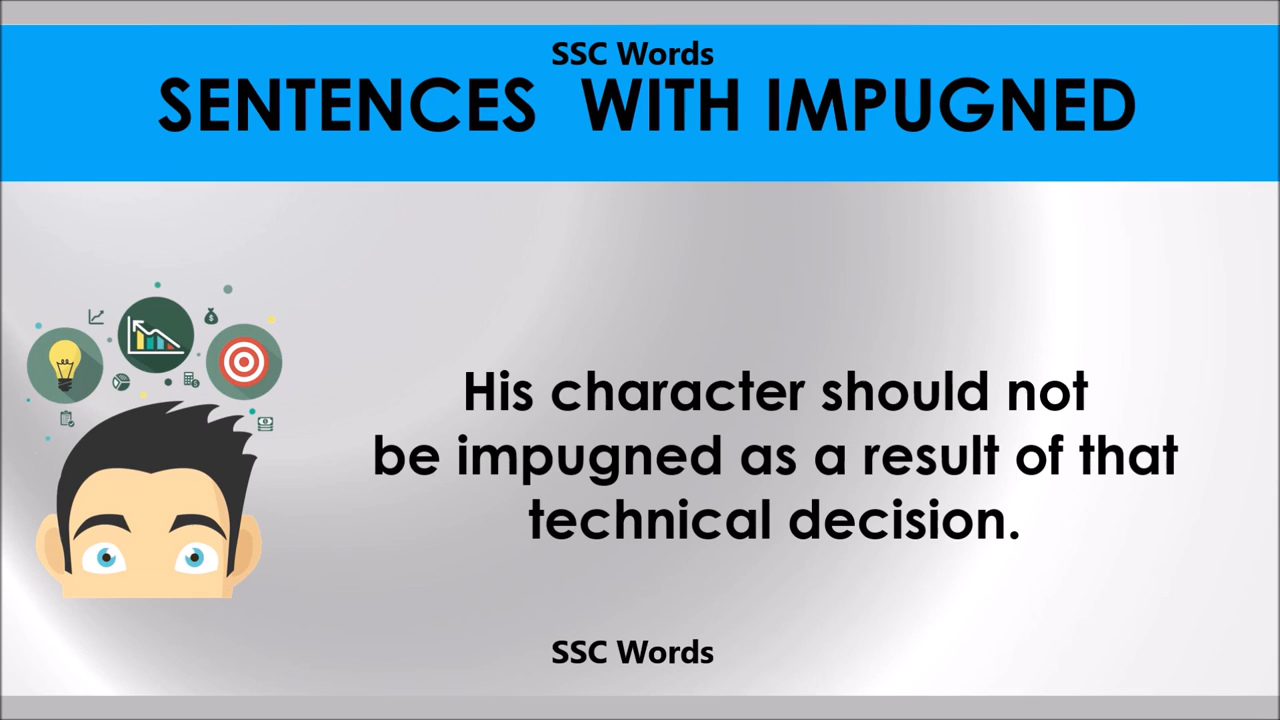 SSC Words
SENTENCES WITH IMPUGNED
His character should not
be impugned as a result of that
technical decision.
SSC Words